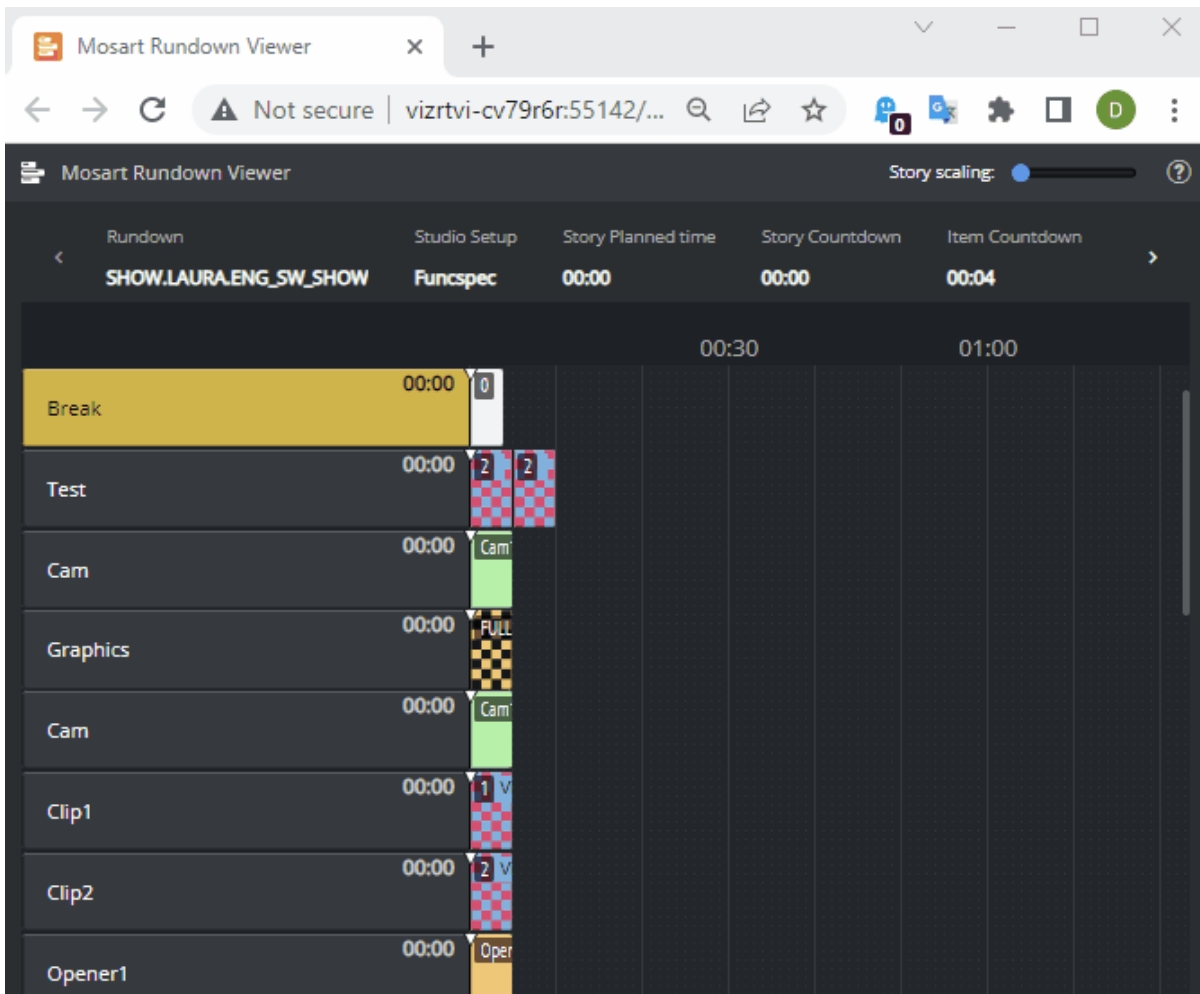 Mosart Rundown Viewer
Not secure | vizrtvi-cv79r6r:55142/...
0
D
Mosart Rundown Viewer
Story scaling:
?
Rundown Studio Setup Story Planned time Story Countdown Item Countdown
SHOW.LAURA.ENG_SW_SHOW Funcspec 00:00 00:00 00:04
00:30 01:00
Break 00:00 0
Test 00:00 2 2
Cam 00:00 Cam1
Graphics 00:00 FULL
Cam 00:00 Cam1
Clip1 00:00 1 V
Clip2 00:00 2 V
Opener1 00:00 Oper